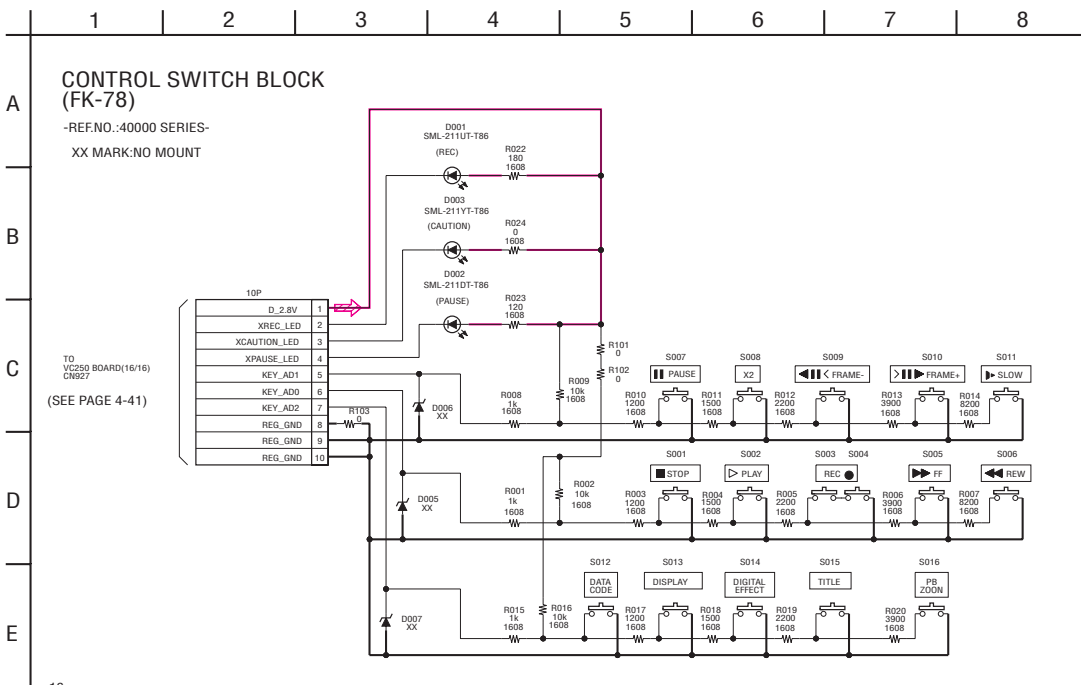 1 2 3 4 5 6 7 8
A
CONTROL SWITCH BLOCK
(FK-78)
-REF.NO.:40000 SERIES-
XX MARK:NO MOUNT
D001
SML-211UT-T86
(REC)
R022
180
1608
B
D003
SML-211YT-T86
(CAUTION)
R024
0
1608
D002
SML-211DT-T86
(PAUSE)
R023
120
1608
C
TO
VC250 BOARD(16/16)
CN927
(SEE PAGE 4-41)
10P
D_2.8V 1
XREC_LED 2
XCAUTION_LED 3
XPAUSE_LED 4
KEY_AD1 5
KEY_AD0 6
KEY_AD2 7
REG_GND 8
REG_GND 9
REG_GND 10
R103
0
D006
XX
R008
1k
1608
R009
10k
1608
R101
0
R102
0
S007
PAUSE
S008
X2
S009
FRAME-
S010
FRAME+
S011
SLOW
R010
1200
1608
R011
1500
1608
R012
2200
1608
R013
3900
1608
R014
8200
1608
D
D005
XX
R001
1k
1608
R002
10k
1608
S001
STOP
S002
PLAY
S003 S004
REC
S005
FF
S006
REW
R003
1200
1608
R004
1500
1608
R005
2200
1608
R006
3900
1608
R007
8200
1608
E
D007
XX
R015
1k
1608
R016
10k
1608
S012
DATA
CODE
S013
DISPLAY
S014
DIGITAL
EFFECT
S015
TITLE
S016
PB
ZOON
R017
1200
1608
R018
1500
1608
R019
2200
1608
R020
3900
1608